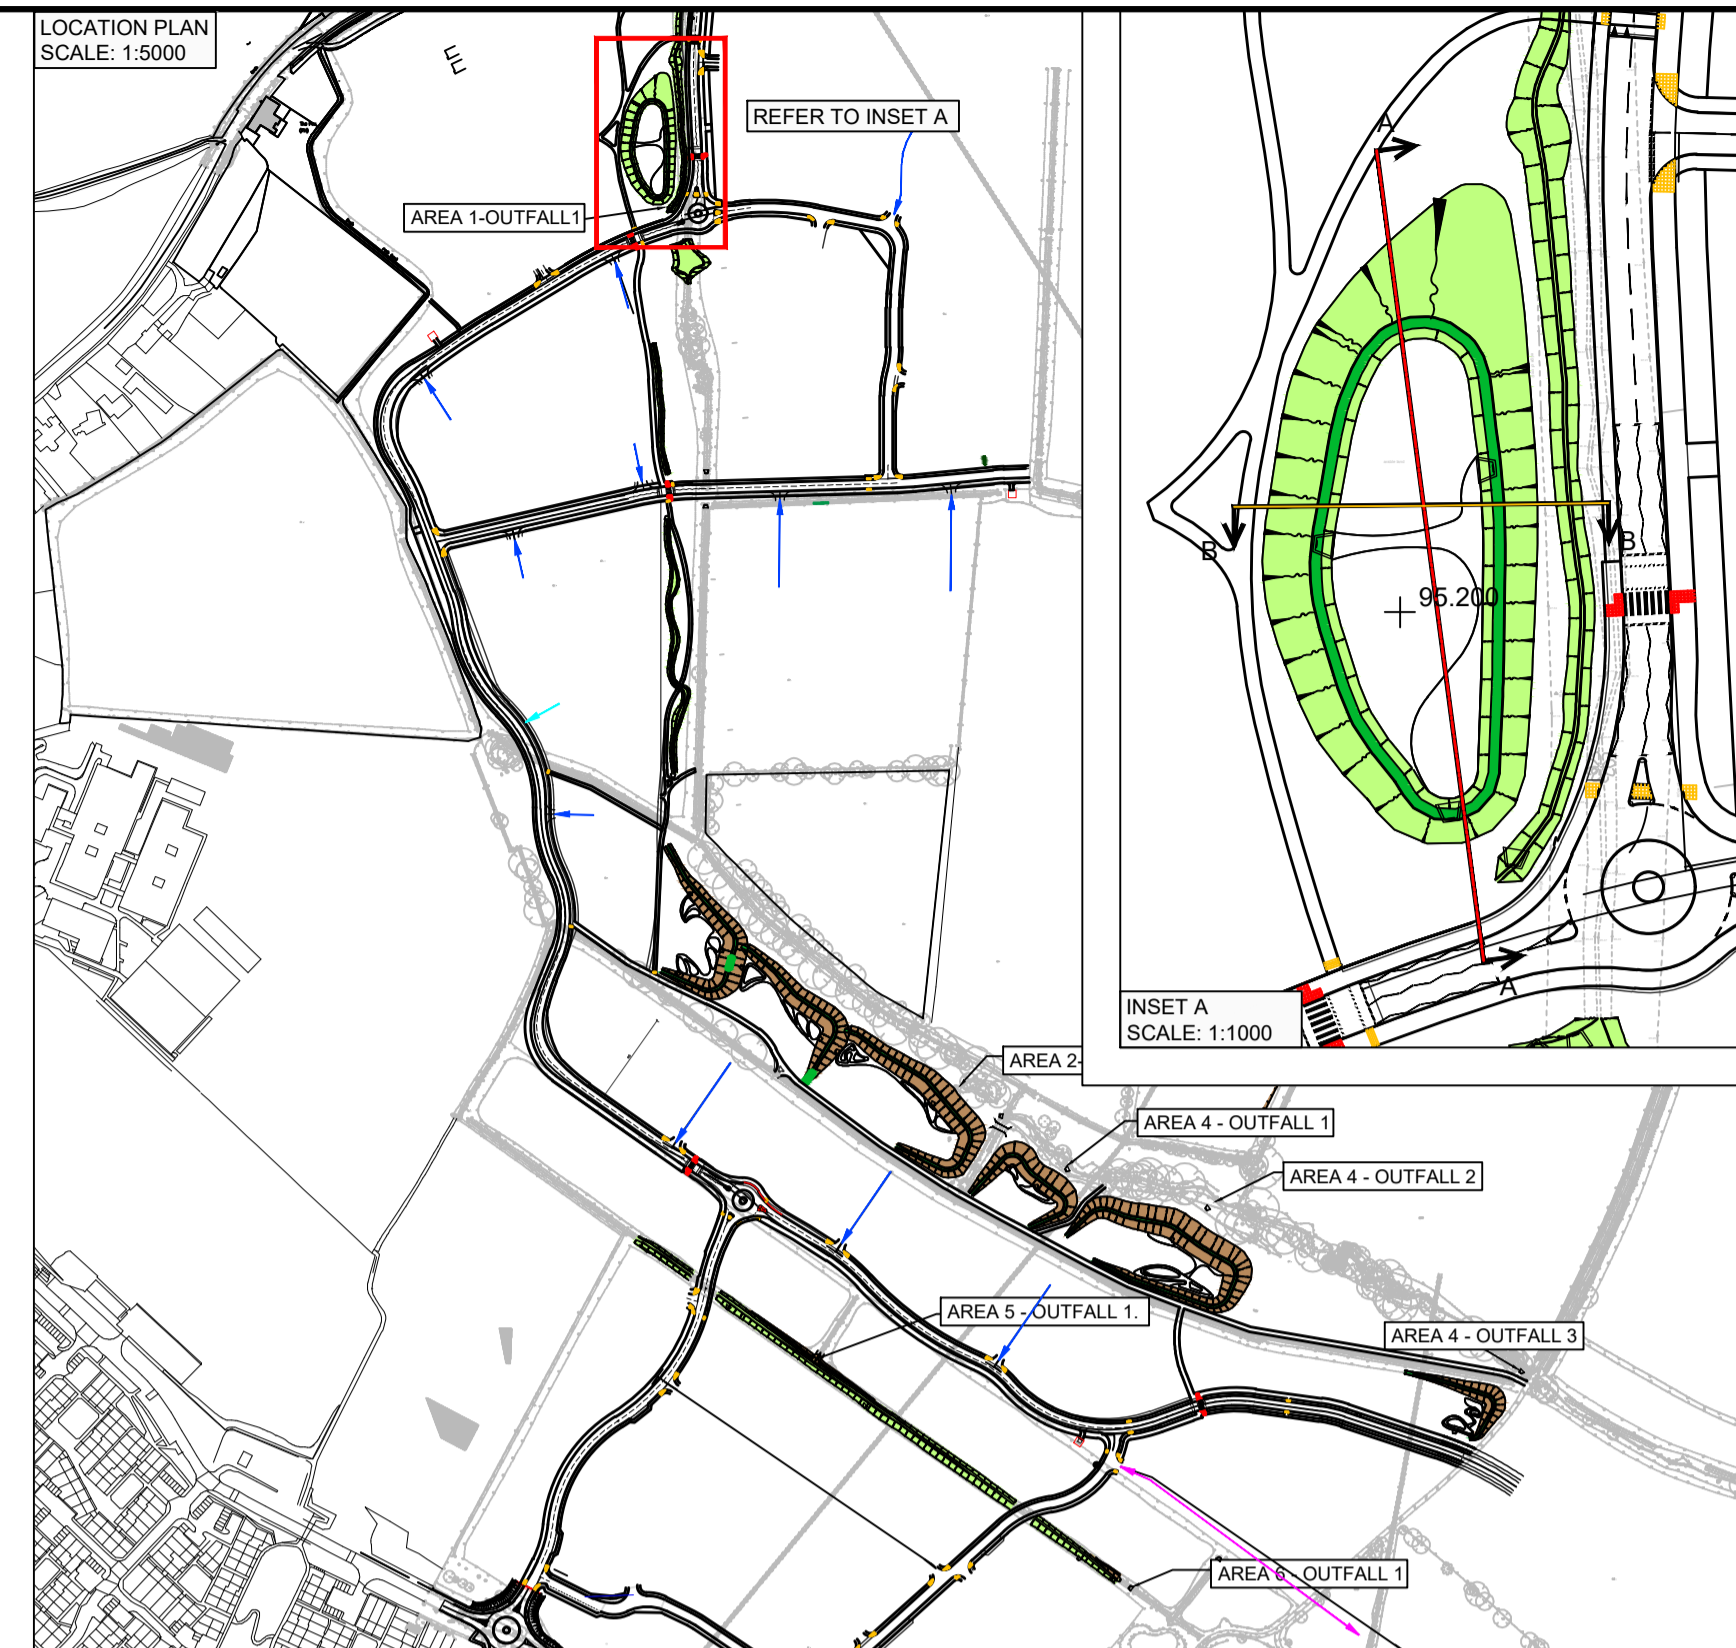 LOCATION PLAN
SCALE: 1:5000
REFER TO INSET A
AREA 1-OUTFALL1
A
B
B
95.200
A
INSET A
SCALE: 1:1000
AREA 2-
AREA 4 - OUTFALL 1
AREA 4 - OUTFALL 2
AREA 5 - OUTFALL 1.
AREA 4 - OUTFALL 3
AREA 6 - OUTFALL 1